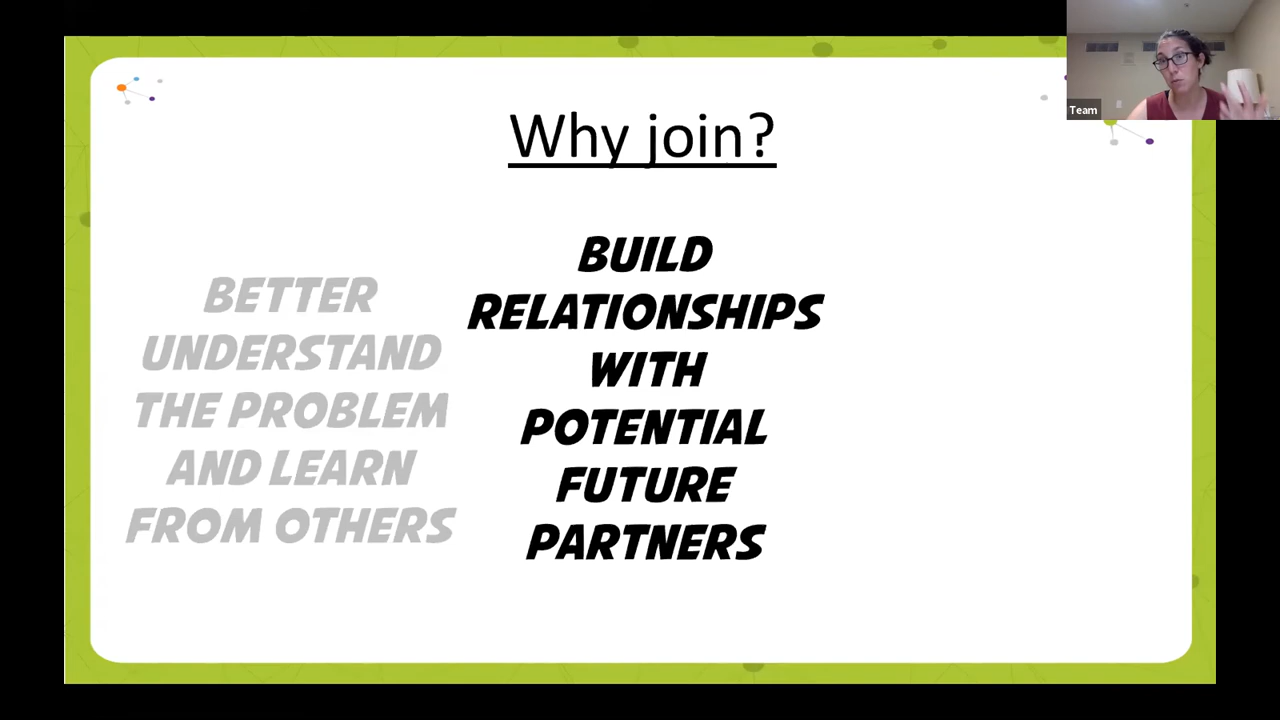 Team
Why join?
BETTER
UNDERSTAND
THE PROBLEM
AND LEARN
FROM OTHERS
BUILD
RELATIONSHIPS
WITH
POTENTIAL
FUTURE
PARTNERS